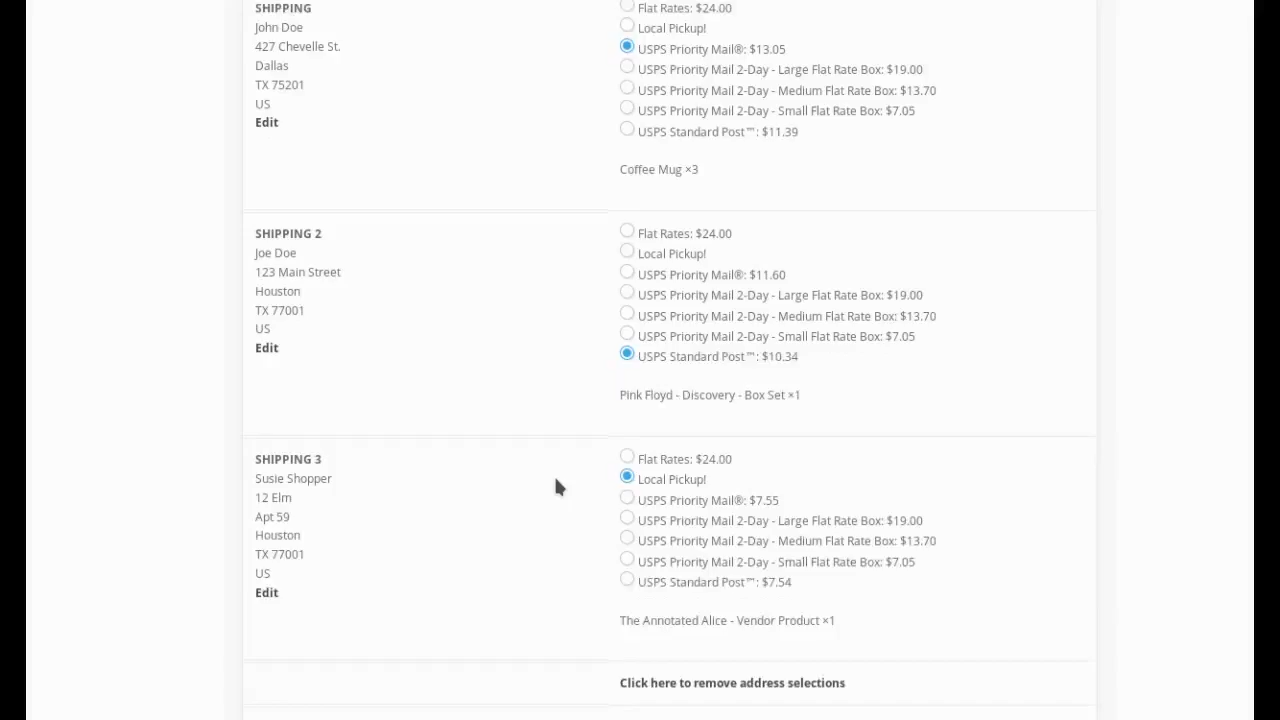 SHIPPING
John Doe
427 Chevelle St.
Dallas
TX 75201
US
Edit
Flat Rates: $24.00
Local Pickup!
USPS Priority Mail®: $13.05
USPS Priority Mail 2-Day - Large Flat Rate Box: $19.00
USPS Priority Mail 2-Day - Medium Flat Rate Box: $13.70
USPS Priority Mail 2-Day - Small Flat Rate Box: $7.05
USPS Standard Post™: $11.39
Coffee Mug ×3
SHIPPING 2
Joe Doe
123 Main Street
Houston
TX 77001
US
Edit
Flat Rates: $24.00
Local Pickup!
USPS Priority Mail®: $11.60
USPS Priority Mail 2-Day - Large Flat Rate Box: $19.00
USPS Priority Mail 2-Day - Medium Flat Rate Box: $13.70
USPS Priority Mail 2-Day - Small Flat Rate Box: $7.05
USPS Standard Post™: $10.34
Pink Floyd - Discovery - Box Set ×1
SHIPPING 3
Susie Shopper
12 Elm
Apt 59
Houston
TX 77001
US
Edit
Flat Rates: $24.00
Local Pickup!
USPS Priority Mail®: $7.55
USPS Priority Mail 2-Day - Large Flat Rate Box: $19.00
USPS Priority Mail 2-Day - Medium Flat Rate Box: $13.70
USPS Priority Mail 2-Day - Small Flat Rate Box: $7.05
USPS Standard Post™: $7.54
The Annotated Alice - Vendor Product ×1
Click here to remove address selections